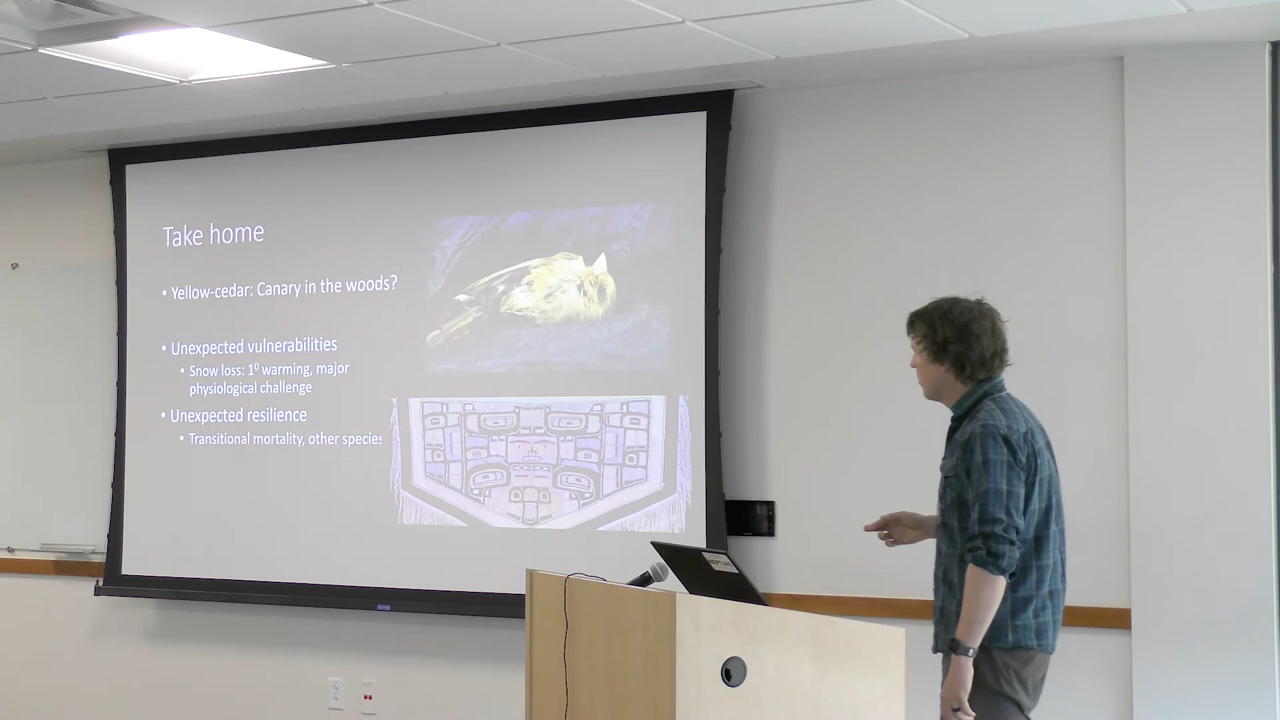 Take home
• Yellow-cedar: Canary in the woods?
• Unexpected vulnerabilities
• Snow loss: 1⁰ warming, major
physiological challenge
• Unexpected resilience
• Transitional mortality, other species